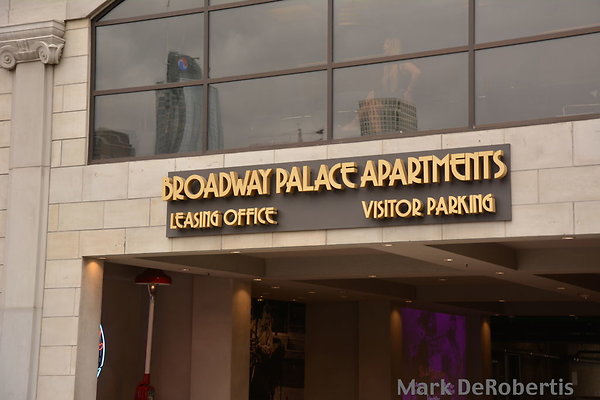 BROADWAY PALACE APARTMENTS
LEASING OFFICE VISITOR PARKING
Mark DeRobertis